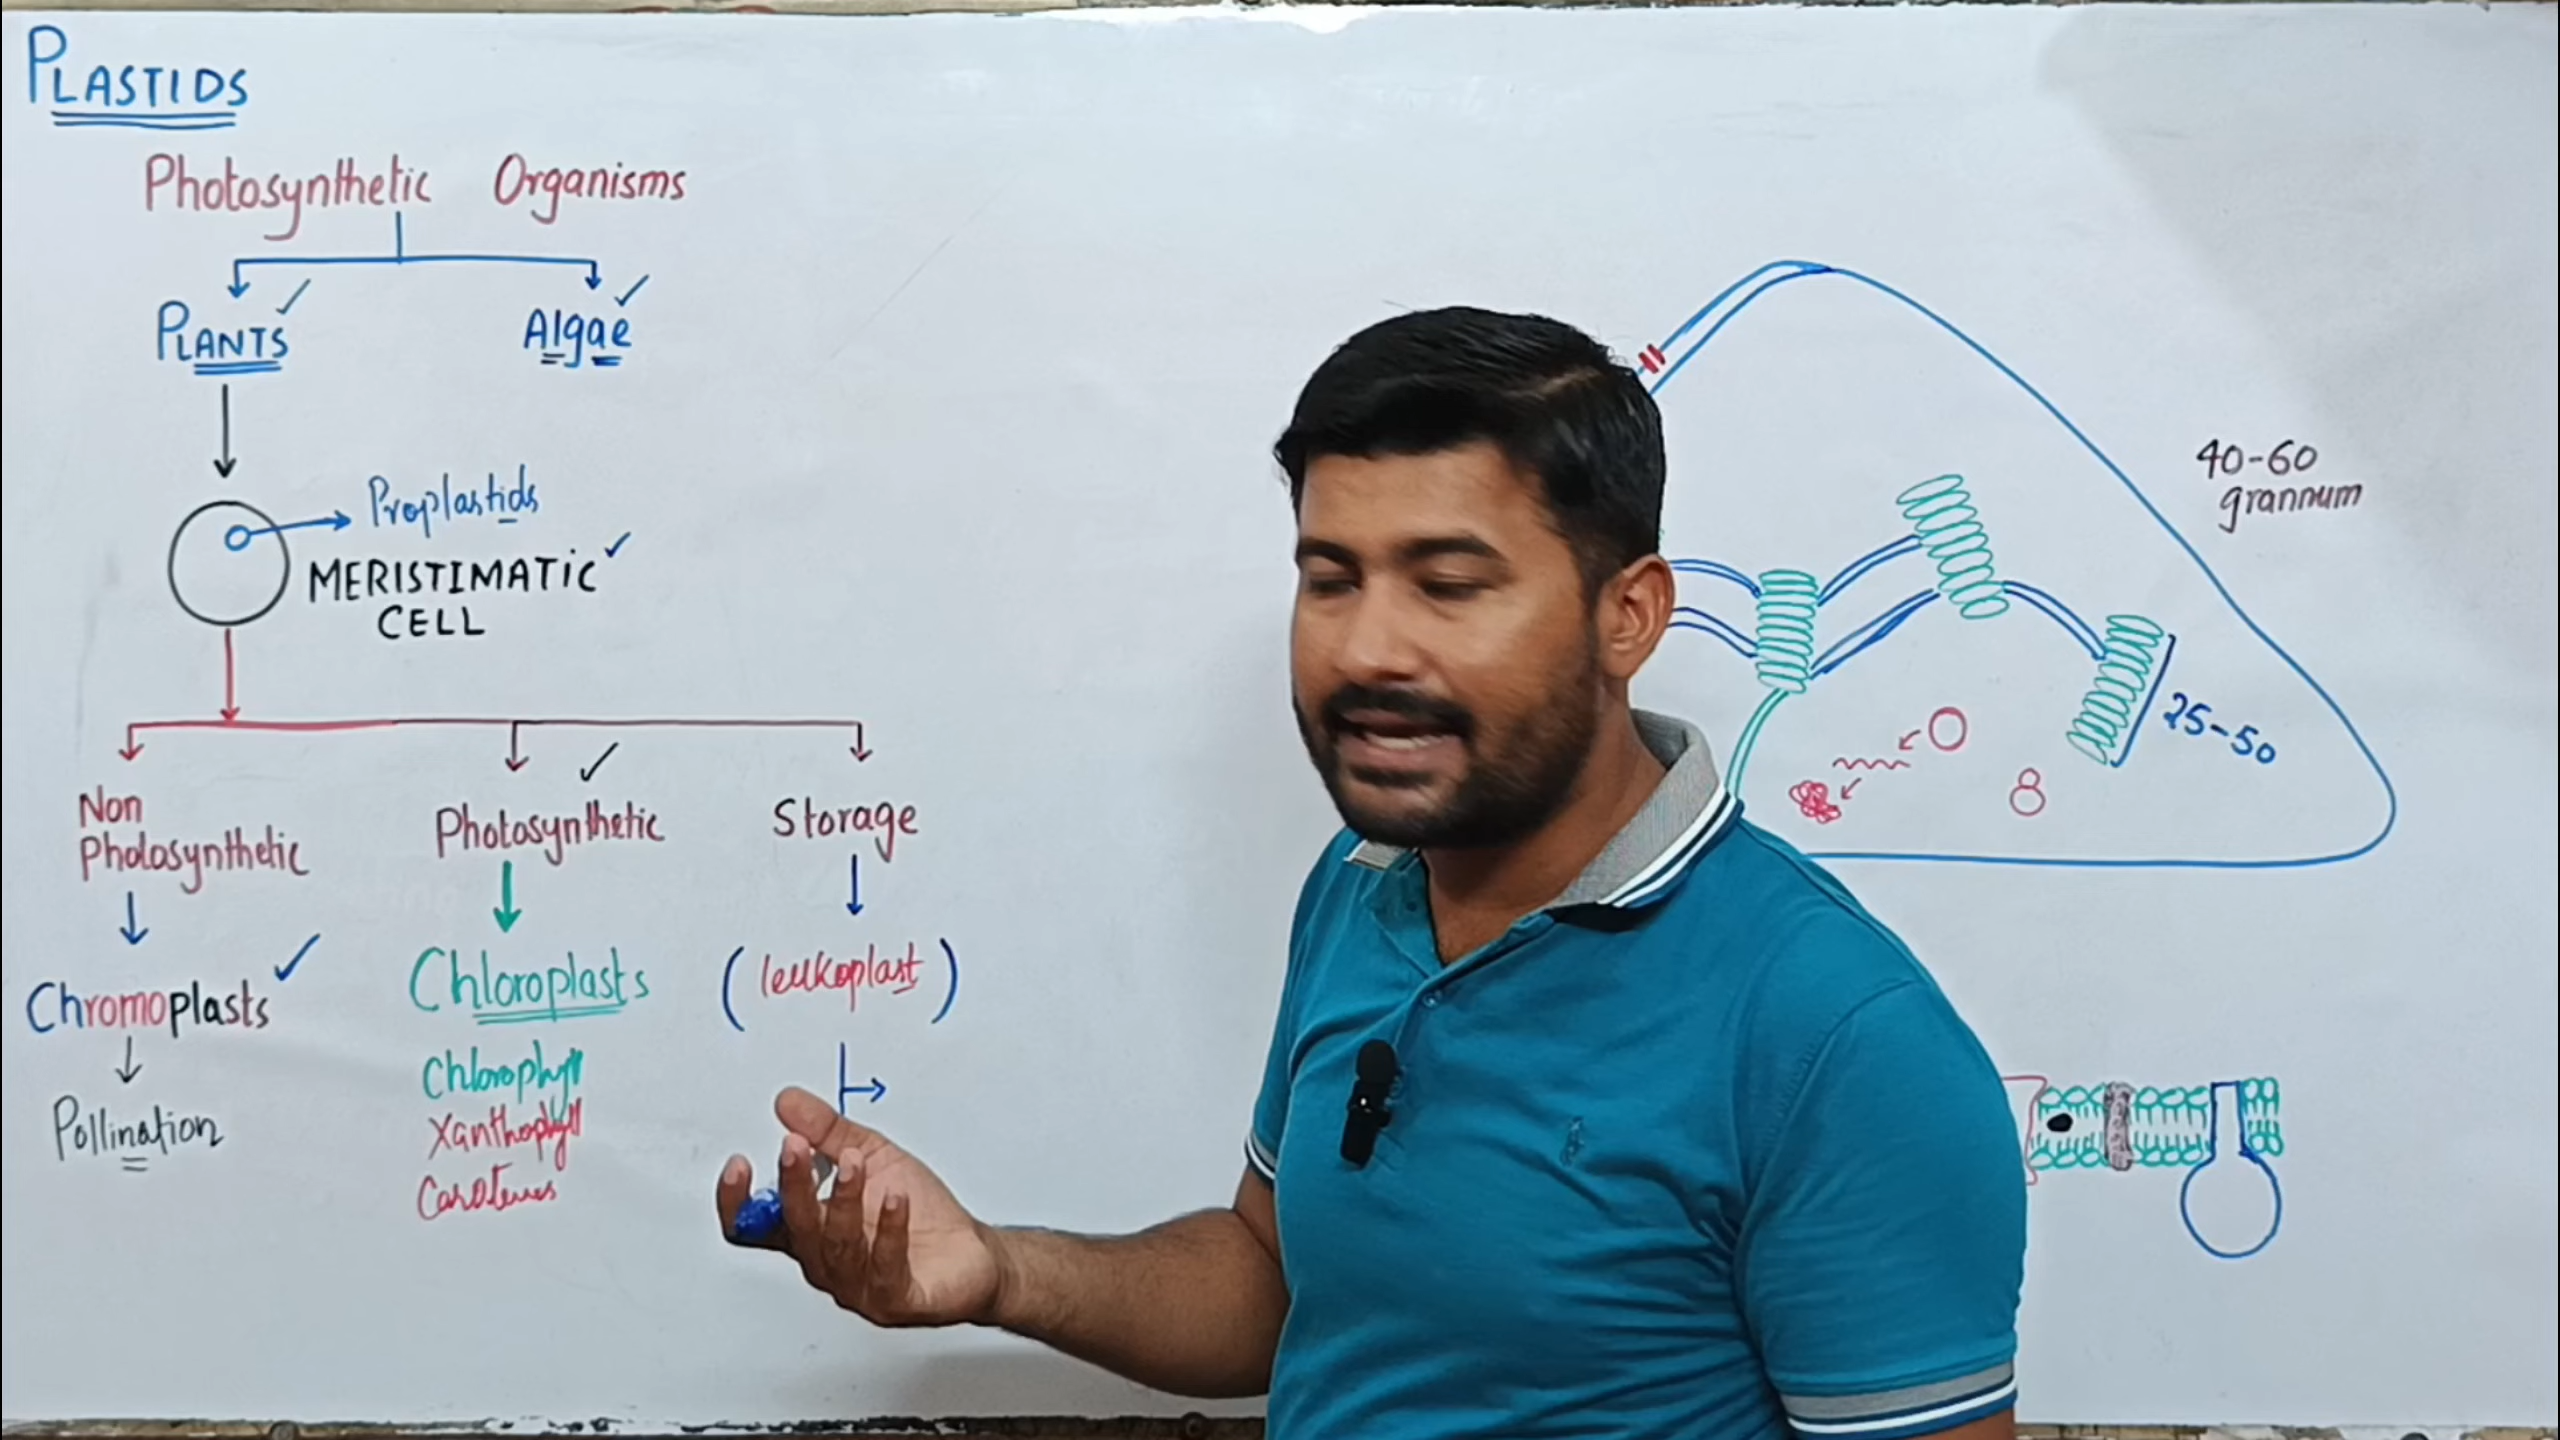 PLASTIDS
Photosynthetic Organisms
PLANTS
Algae
Proplastids
MERISTIMATIC
CELL
Non
Photosynthetic
Photosynthetic
Storage
Chromoplasts
Chloroplasts
(leukoplast)
Pollination
Chlorophyll
Xanthophyll
Carotenes
40-60
grannum
25-50